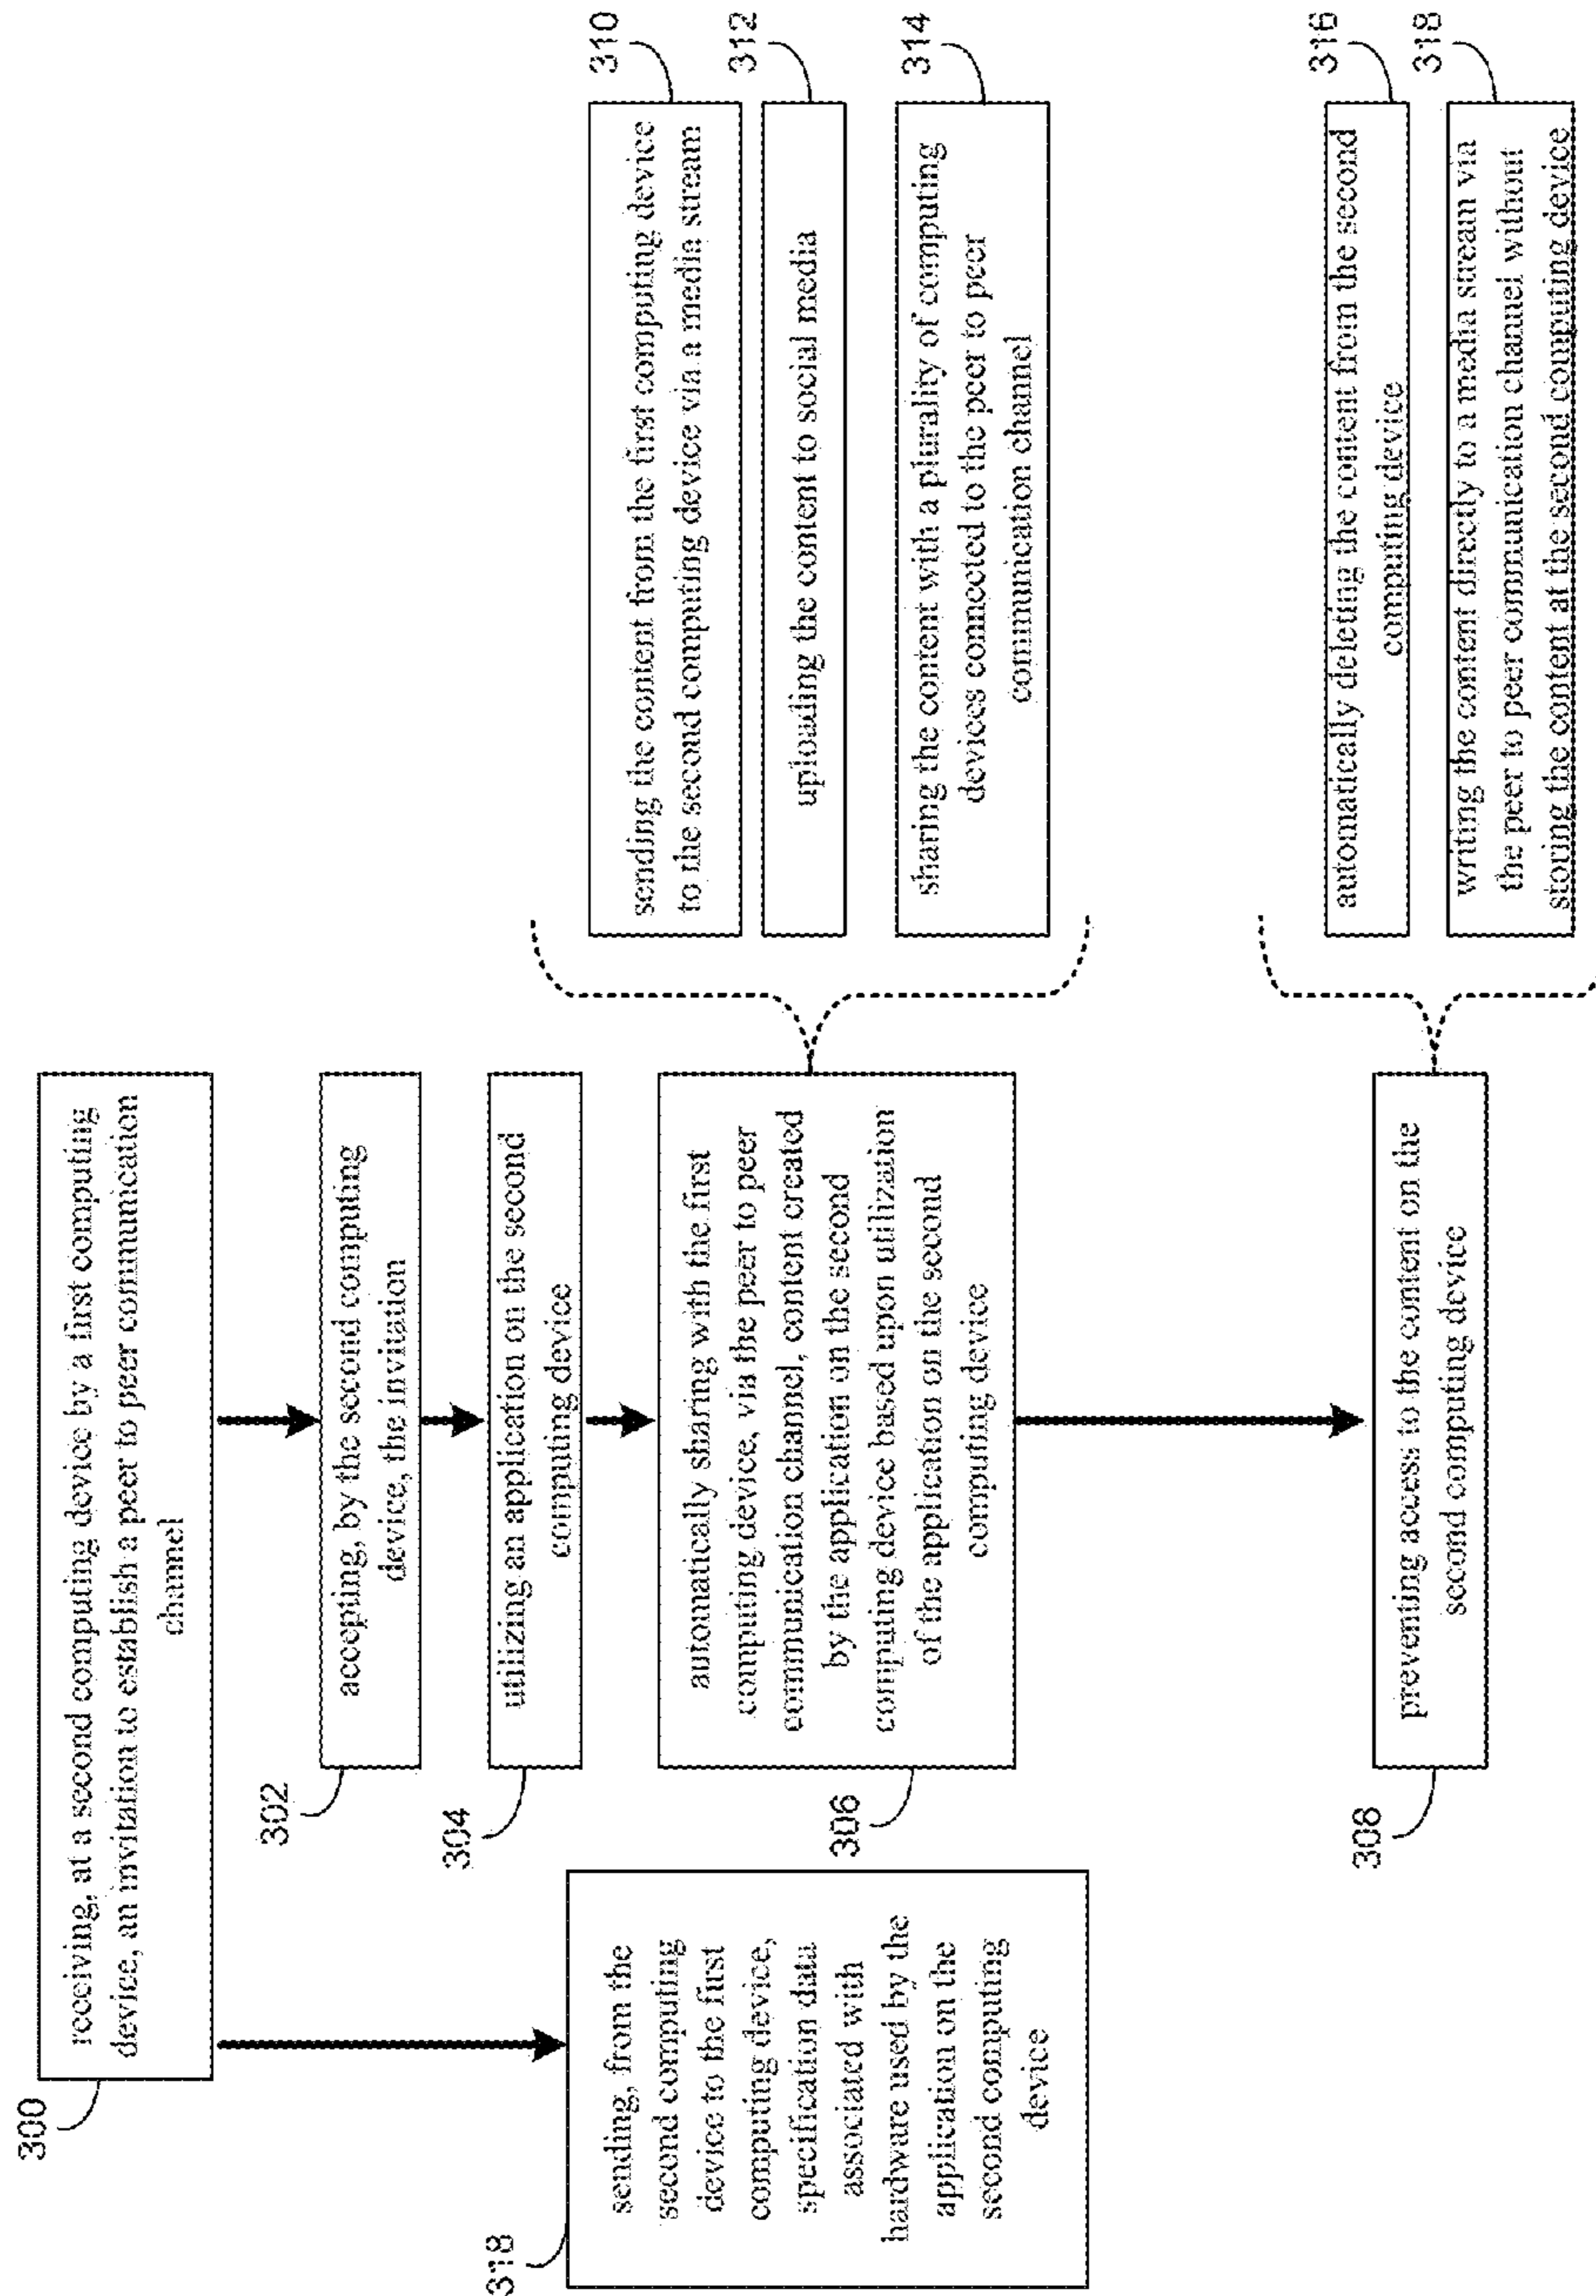 300
receiving, at a second computing device by a first computing
device, an invitation to establish a peer to peer communication
channel
302
accepting, by the second computing
device, the invitation
304
utilizing an application on the second
computing device
306
automatically sharing with the first
computing device, via the peer to peer
communication channel, content created
by the application on the second
computing device based upon utilization
of the application on the second
computing device
308
preventing access to the content on the
second computing device
318
sending, from the
second computing
device to the first
computing device,
specification data
associated with
hardware used by the
application on the
second computing
device
310
sending the content from the first computing device
to the second computing device via a media stream
312
uploading the content to social media
314
sharing the content with a plurality of computing
devices connected to the peer to peer
communication channel
316
automatically deleting the content from the second
computing device
318
writing the content directly to a media stream via
the peer to peer communication channel without
storing the content at the second computing device